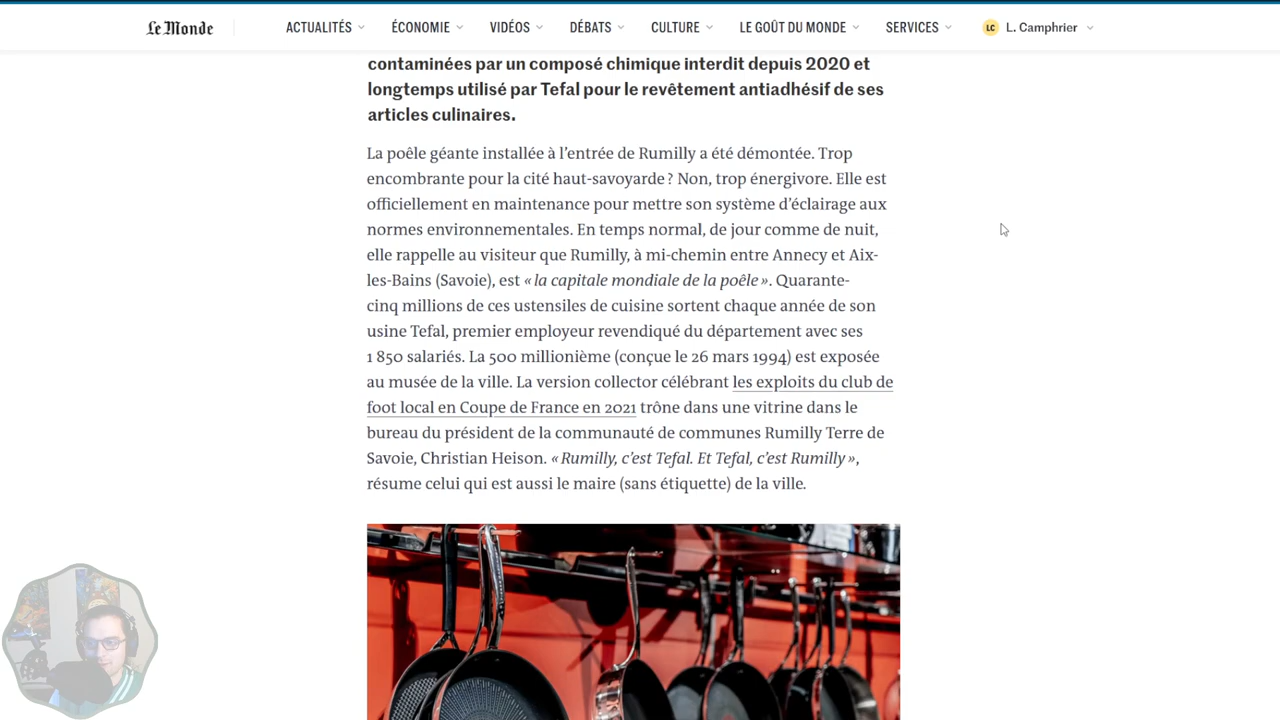 Le Monde
ACTUALITÉS
ÉCONOMIE
VIDÉOS
DÉBATS
CULTURE
LE GOÛT DU MONDE
SERVICES
LC
L. Camphrier
contaminées par un composé chimique interdit depuis 2020 et
longtemps utilisé par Tefal pour le revêtement antiadhésif de ses
articles culinaires.
La poêle géante installée à l’entrée de Rumilly a été démontée. Trop
encombrante pour la cité haut-savoyarde ? Non, trop énergivore. Elle est
officiellement en maintenance pour mettre son système d’éclairage aux
normes environnementales. En temps normal, de jour comme de nuit,
elle rappelle au visiteur que Rumilly, à mi-chemin entre Annecy et Aix-
les-Bains (Savoie), est « la capitale mondiale de la poêle ». Quarante-
cinq millions de ces ustensiles de cuisine sortent chaque année de son
usine Tefal, premier employeur revendiqué du département avec ses
1 850 salariés. La 500 millionième (conçue le 26 mars 1994) est exposée
au musée de la ville. La version collector célébrant les exploits du club de
foot local en Coupe de France en 2021 trône dans une vitrine dans le
bureau du président de la communauté de communes Rumilly Terre de
Savoie, Christian Heison. « Rumilly, c’est Tefal. Et Tefal, c’est Rumilly »,
résume celui qui est aussi le maire (sans étiquette) de la ville.